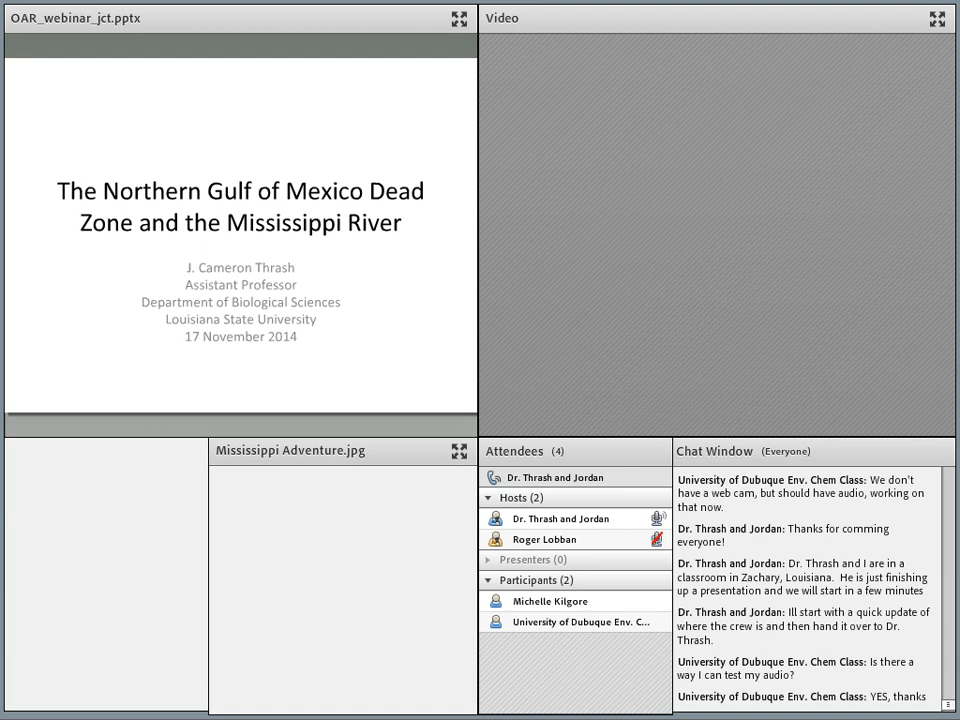 OAR_webinar_jct.pptx
The Northern Gulf of Mexico Dead
Zone and the Mississippi River
J. Cameron Thrash
Assistant Professor
Department of Biological Sciences
Louisiana State University
17 November 2014
Video
Mississippi Adventure.jpg
Attendees (4)
Dr. Thrash and Jordan
Hosts (2)
Dr. Thrash and Jordan
Roger Lobban
Presenters (0)
Participants (2)
Michelle Kilgore
University of Dubuque Env. C...
Chat Window (Everyone)
University of Dubuque Env. Chem Class: We don't
have a web cam, but should have audio, working on
that now.
Dr. Thrash and Jordan: Thanks for comming
everyone!
Dr. Thrash and Jordan: Dr. Thrash and I are in a
classroom in Zachary, Louisiana. He is just finishing
up a presentation and we will start in a few minutes
Dr. Thrash and Jordan: Ill start with a quick update of
where the crew is and then hand it over to Dr.
Thrash.
University of Dubuque Env. Chem Class: Is there a
way I can test my audio?
University of Dubuque Env. Chem Class: YES, thanks